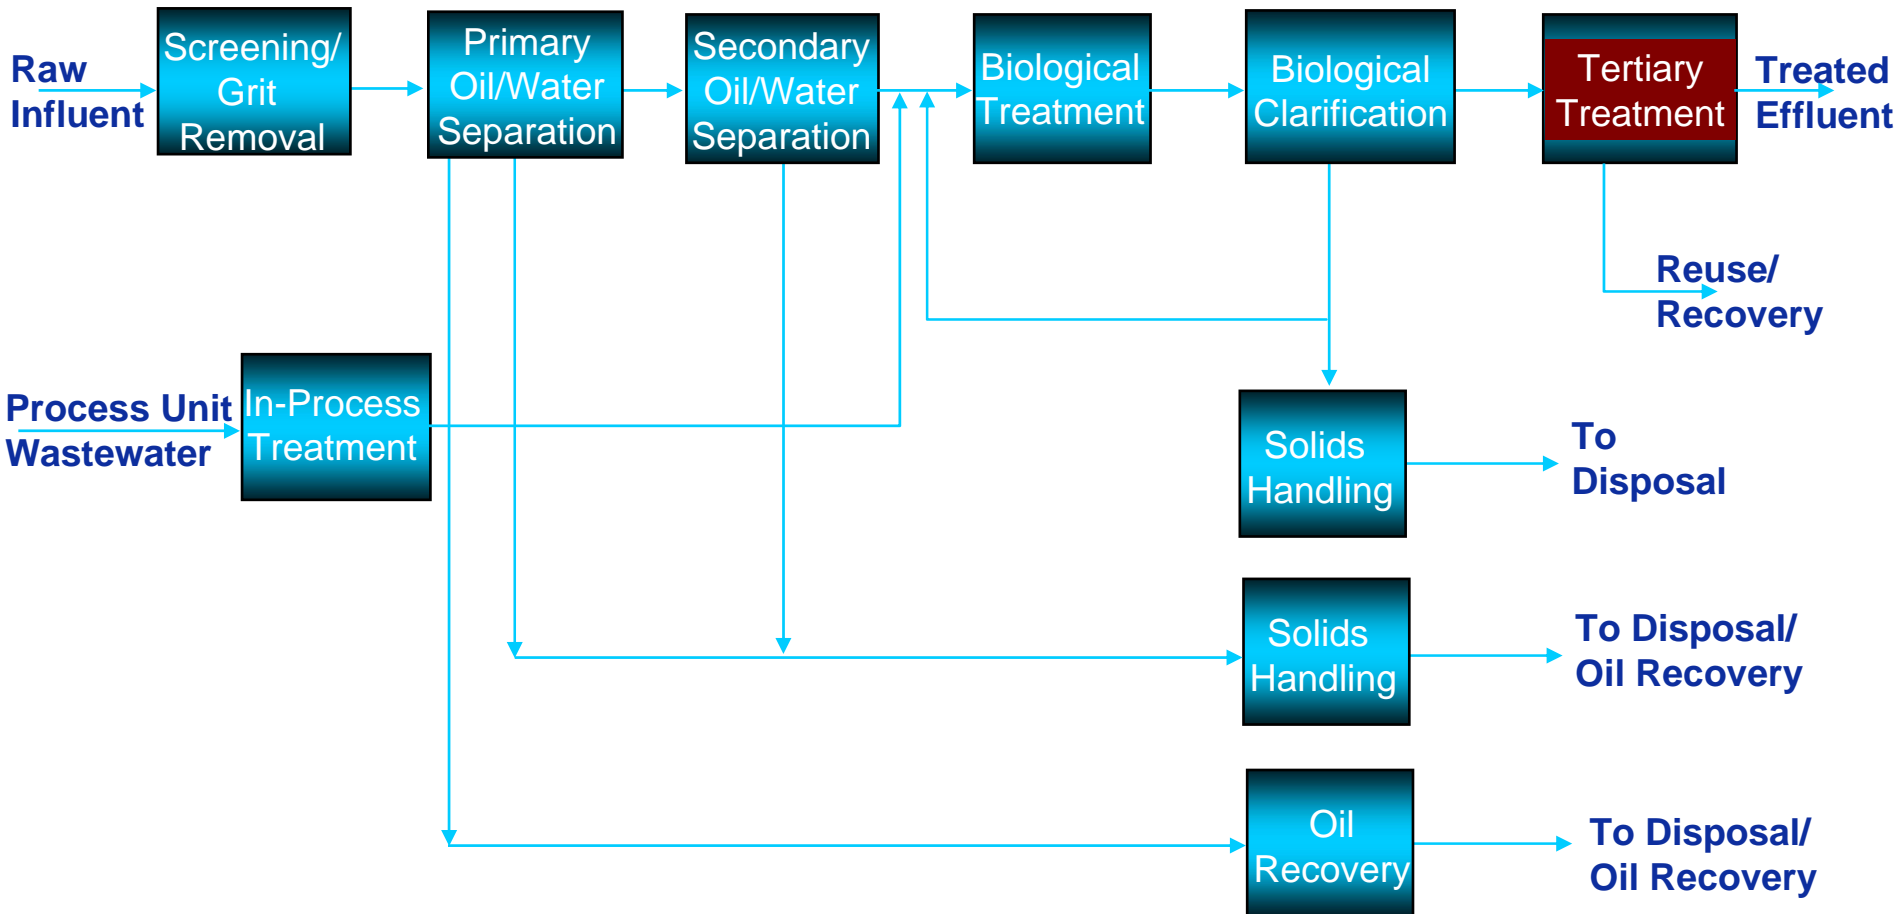 Raw
Influent
Screening/
Grit
Removal
Primary
Oil/Water
Separation
Secondary
Oil/Water
Separation
Biological
Treatment
Biological
Clarification
Tertiary
Treatment
Treated
Effluent
Reuse/
Recovery
Process Unit
Wastewater
In-Process
Treatment
Solids
Handling
To
Disposal
Solids
Handling
To Disposal/
Oil Recovery
Oil
Recovery
To Disposal/
Oil Recovery